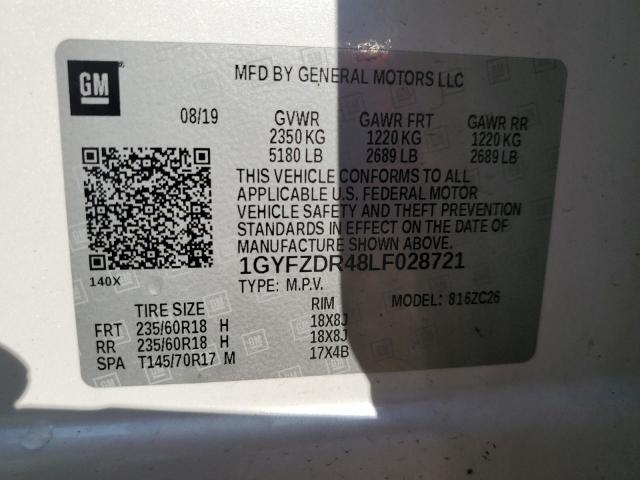 GM
MFD BY GENERAL MOTORS LLC
08/19 GVWR GAWR FRT GAWR RR
2350 KG 1220 KG 1220 KG
5180 LB 2689 LB 2689 LB
THIS VEHICLE CONFORMS TO ALL
APPLICABLE U.S. FEDERAL MOTOR
VEHICLE SAFETY AND THEFT PREVENTION
STANDARDS IN EFFECT ON THE DATE OF
MANUFACTURE SHOWN ABOVE.
1GYFZDR48LF028721
140X TYPE: M.P.V. MODEL: 816ZC26
TIRE SIZE RIM
FRT 235/60R18 H 18X8J
RR 235/60R18 H 18X8J
SPA T145/70R17 M 17X4B